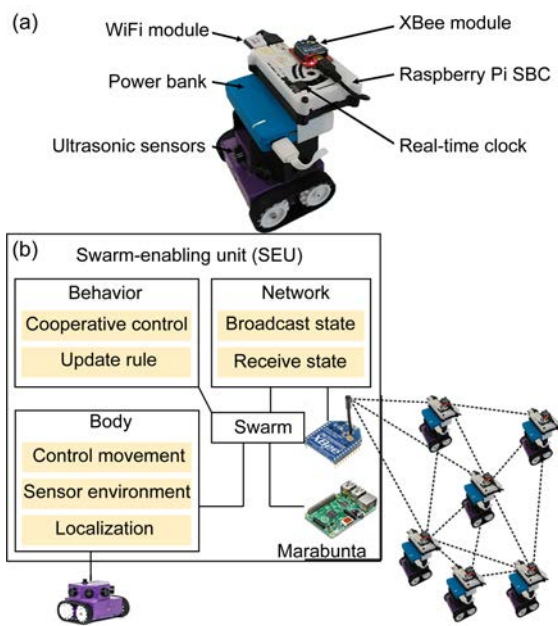 (a)
WiFi module
XBee module
Power bank
Raspberry Pi SBC
Ultrasonic sensors
Real-time clock
(b)
Swarm-enabling unit (SEU)
Behavior
Cooperative control
Update rule
Network
Broadcast state
Receive state
Swarm
XBee
Body
Control movement
Sensor environment
Localization
Marabunta